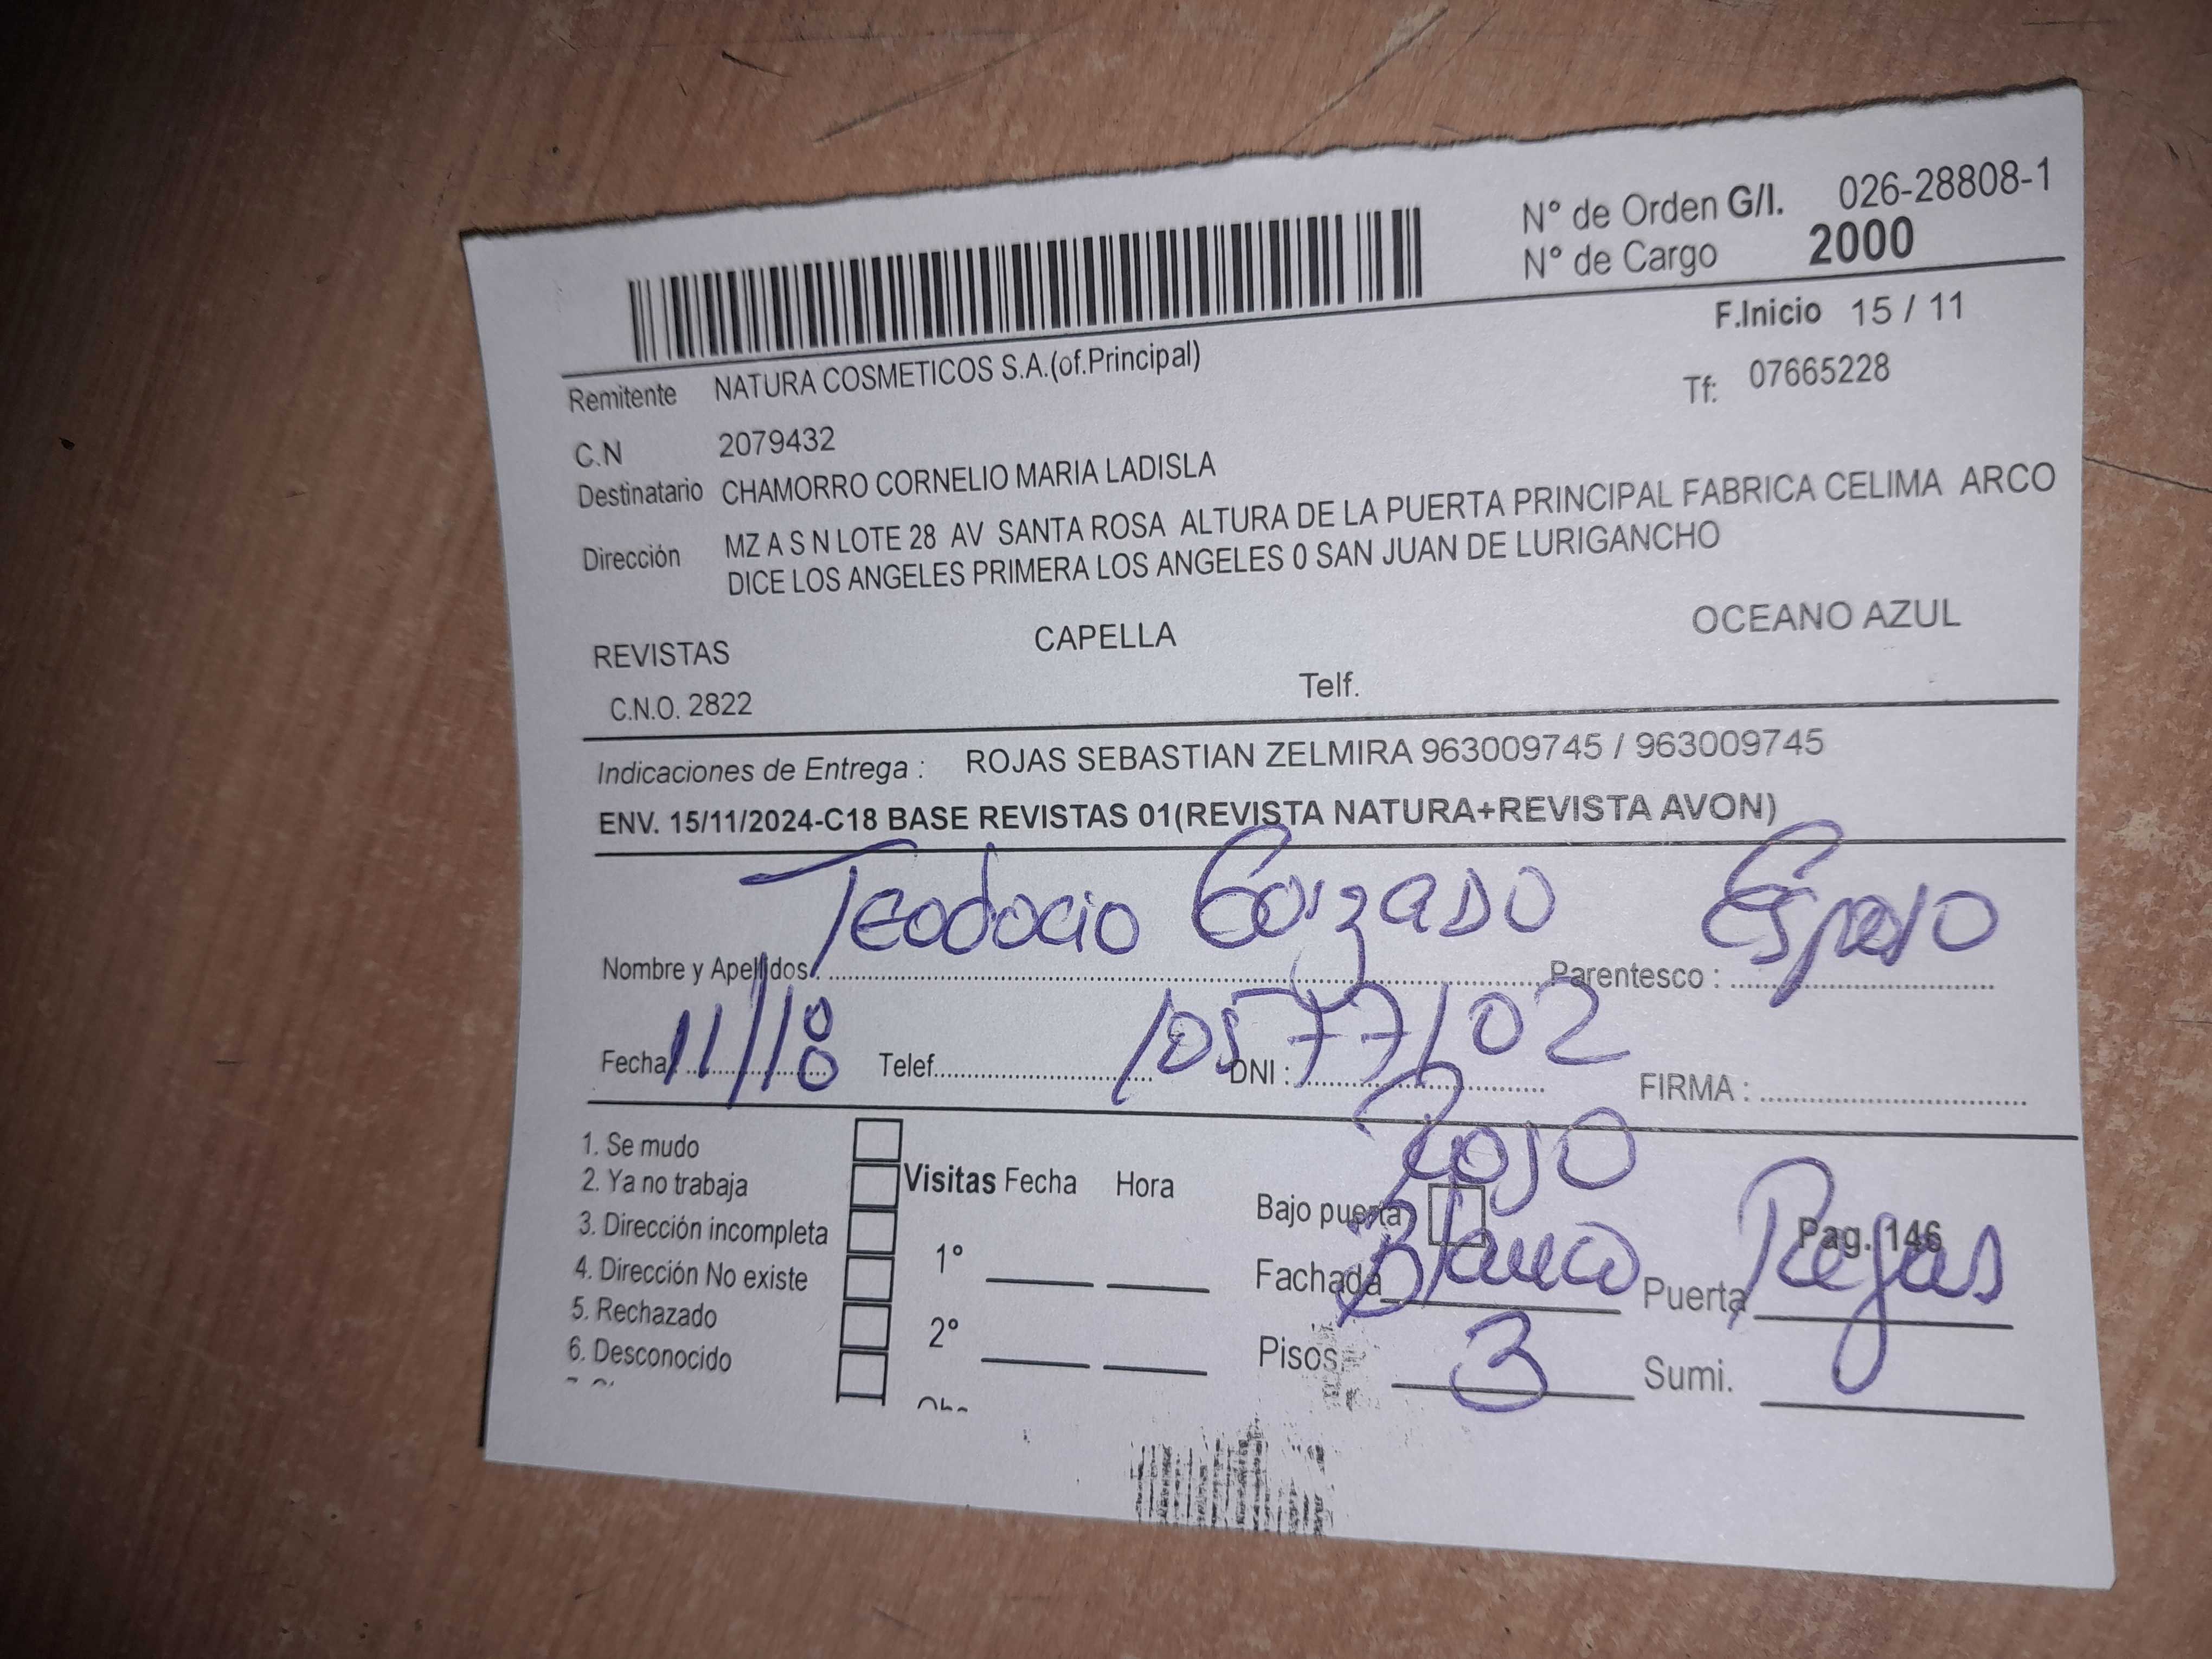 N° de Orden G/I. 026-28808-1
N° de Cargo 2000
F.Inicio 15 / 11
Remitente NATURA COSMETICOS S.A.(of.Principal)
Tf: 07665228
C.N 2079432
Destinatario CHAMORRO CORNELIO MARIA LADISLA
Dirección MZ A S N LOTE 28 AV SANTA ROSA ALTURA DE LA PUERTA PRINCIPAL FABRICA CELIMA ARCO
DICE LOS ANGELES PRIMERA LOS ANGELES 0 SAN JUAN DE LURIGANCHO
REVISTAS CAPELLA OCEANO AZUL
C.N.O. 2822 Telf.
Indicaciones de Entrega : ROJAS SEBASTIAN ZELMIRA 963009745 / 963009745
ENV. 15/11/2024-C18 BASE REVISTAS 01(REVISTA NATURA+REVISTA AVON)
Nombre y Apellidos : Teodocio Parentesco : Esposo
Fecha 11/18 Telef. DNI : 10577102 FIRMA :
1. Se mudo
2. Ya no trabaja
3. Dirección incompleta
4. Dirección No existe
5. Rechazado
6. Desconocido
Visitas Fecha Hora
1°
2°
Rojo
Bajo puerta Pag. 146
Fachada Blanco Puerta Rejas
Pisos 3 Sumi.